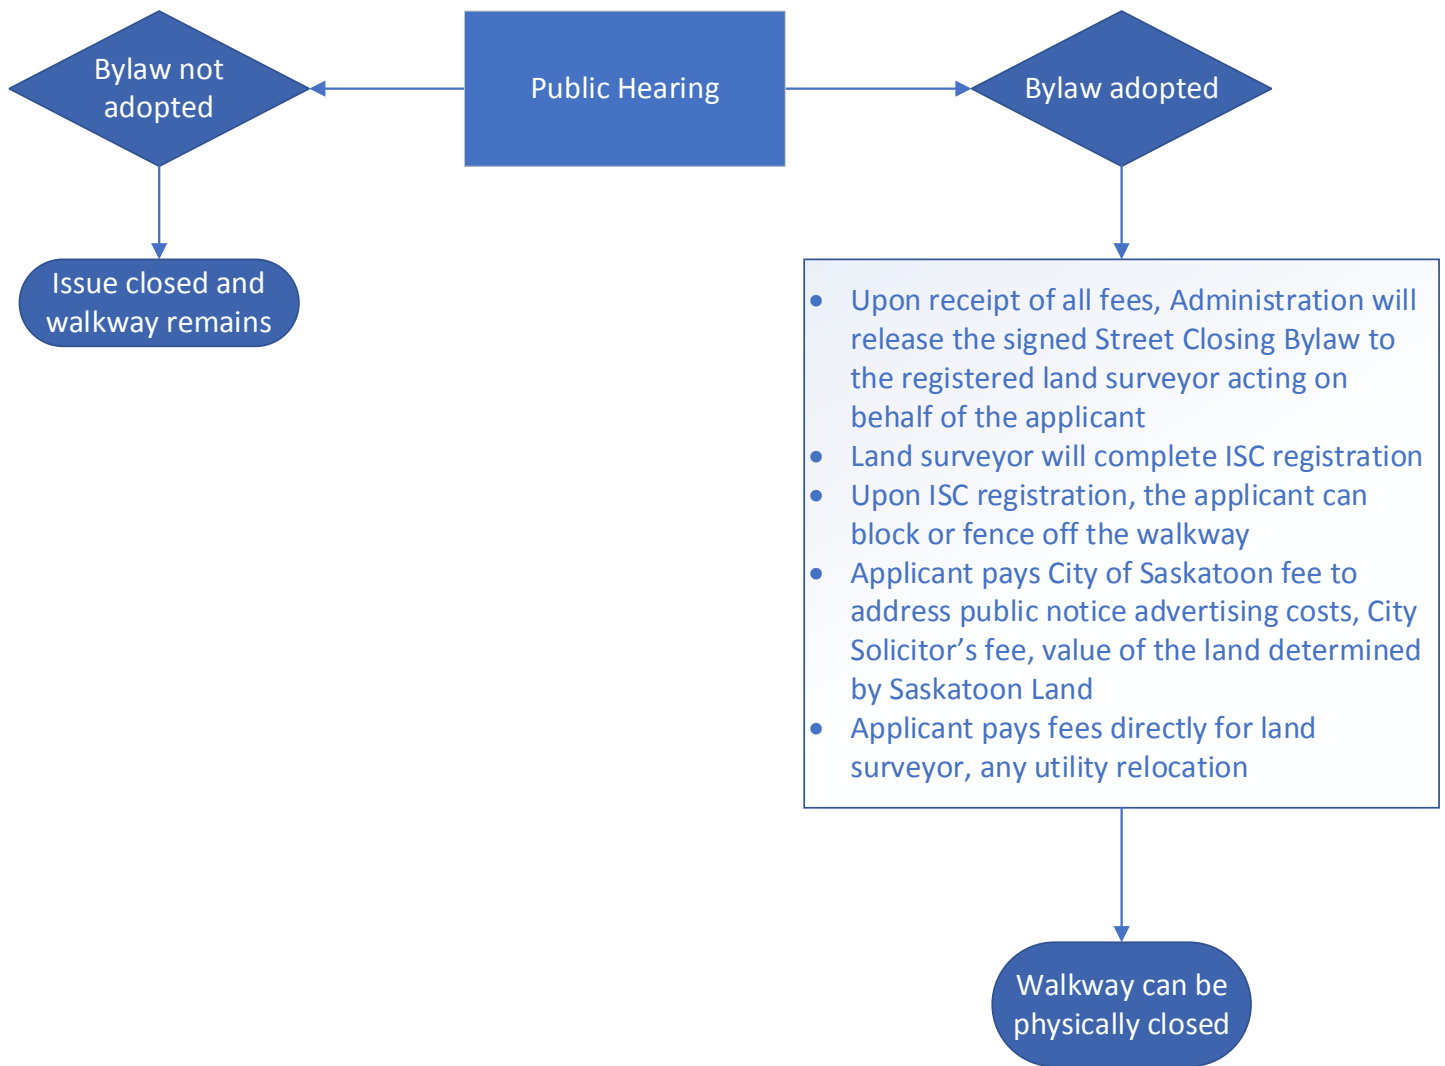 Bylaw not
adopted
Public Hearing
Bylaw adopted
Issue closed and
walkway remains
• Upon receipt of all fees, Administration will
release the signed Street Closing Bylaw to
the registered land surveyor acting on
behalf of the applicant
• Land surveyor will complete ISC registration
• Upon ISC registration, the applicant can
block or fence off the walkway
• Applicant pays City of Saskatoon fee to
address public notice advertising costs, City
Solicitor’s fee, value of the land determined
by Saskatoon Land
• Applicant pays fees directly for land
surveyor, any utility relocation
Walkway can be
physically closed